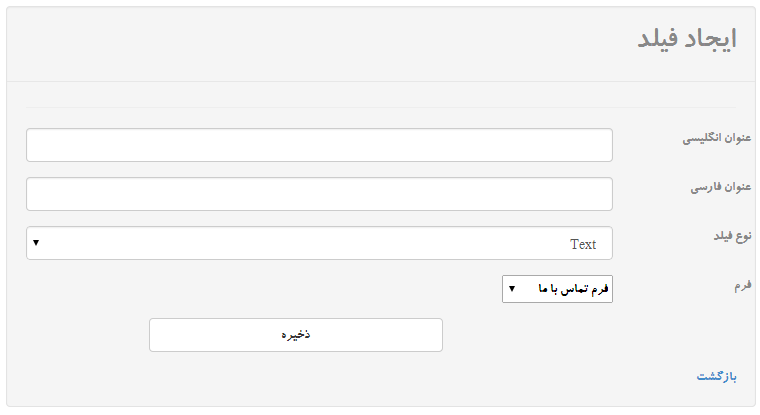 ایجاد فیلد
عنوان انگلیسی
عنوان فارسی
نوع فیلد
Text
فرم
فرم تماس با ما
ذخیره
بازگشت